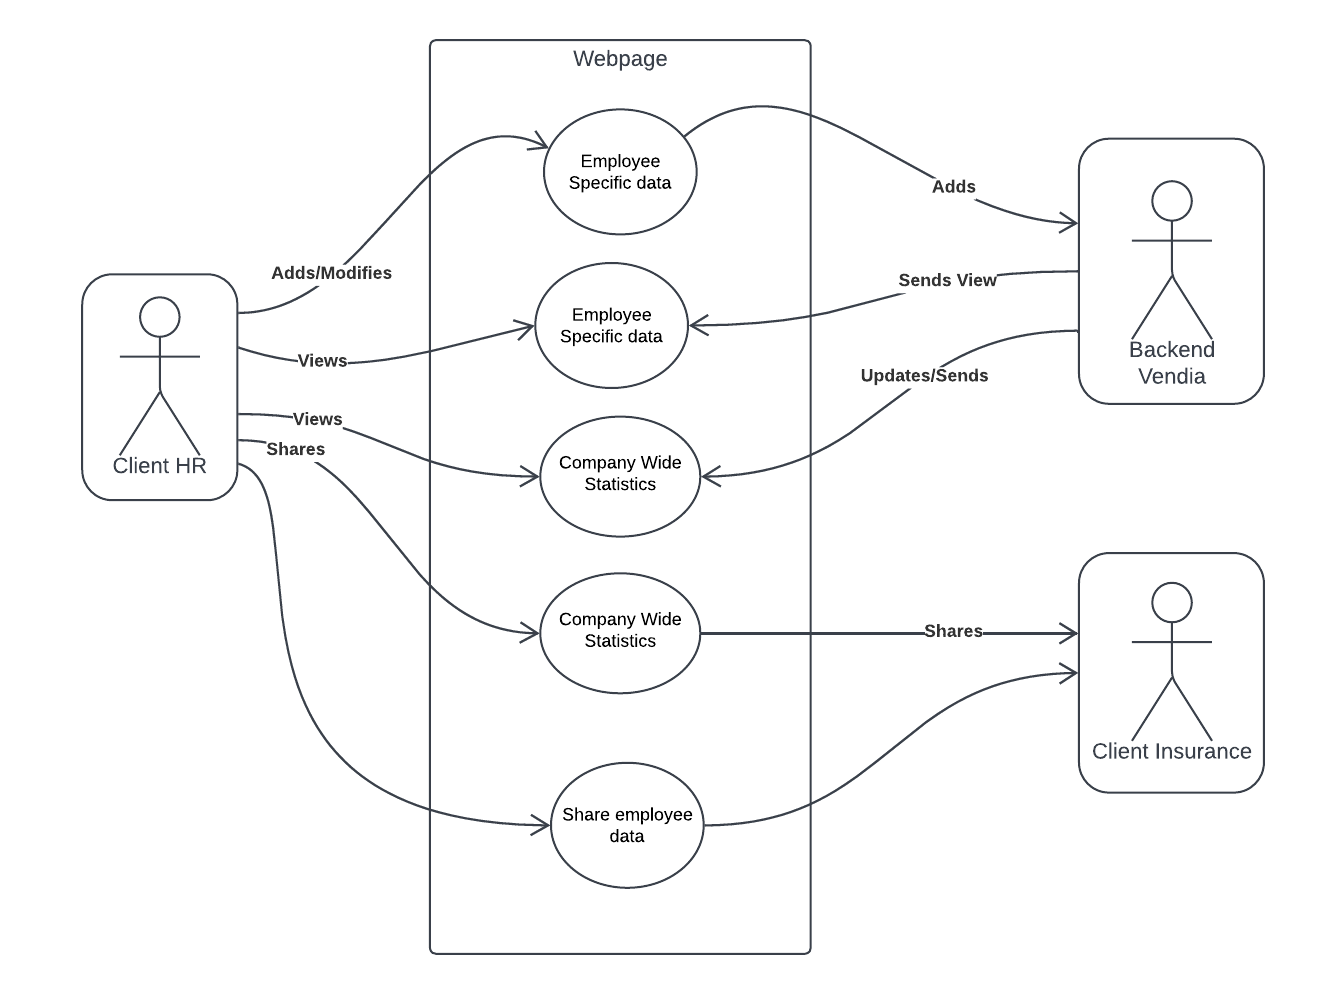 Webpage
Employee
Specific data
Adds
Adds/Modifies
Sends View
Employee
Specific data
Views
Backend
Vendia
Updates/Sends
Views
Shares
Client HR
Company Wide
Statistics
Company Wide
Statistics
Shares
Client Insurance
Share employee
data